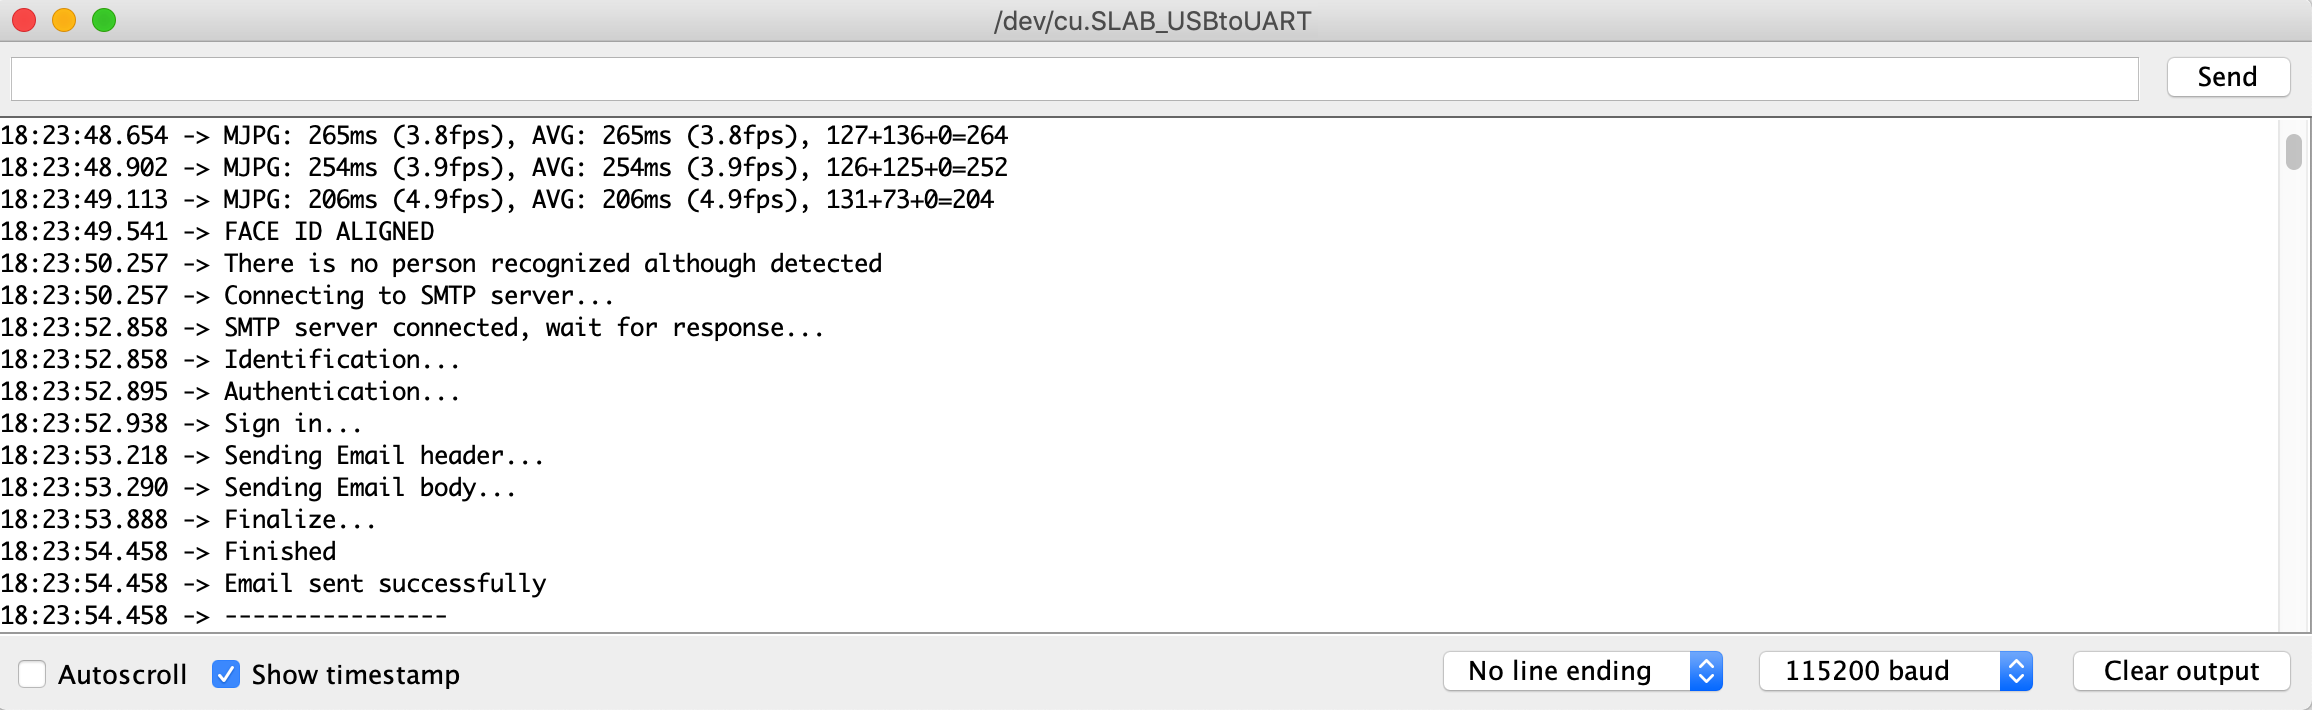 /dev/cu.SLAB_USBtoUART
Send
18:23:48.654 -> MJPG: 265ms (3.8fps), AVG: 265ms (3.8fps), 127+136+0=264
18:23:48.902 -> MJPG: 254ms (3.9fps), AVG: 254ms (3.9fps), 126+125+0=252
18:23:49.113 -> MJPG: 206ms (4.9fps), AVG: 206ms (4.9fps), 131+73+0=204
18:23:49.541 -> FACE ID ALIGNED
18:23:50.257 -> There is no person recognized although detected
18:23:50.257 -> Connecting to SMTP server...
18:23:52.858 -> SMTP server connected, wait for response...
18:23:52.858 -> Identification...
18:23:52.895 -> Authentication...
18:23:52.938 -> Sign in...
18:23:53.218 -> Sending Email header...
18:23:53.290 -> Sending Email body...
18:23:53.888 -> Finalize...
18:23:54.458 -> Finished
18:23:54.458 -> Email sent successfully
18:23:54.458 -> ----------------
Autoscroll Show timestamp No line ending 115200 baud Clear output